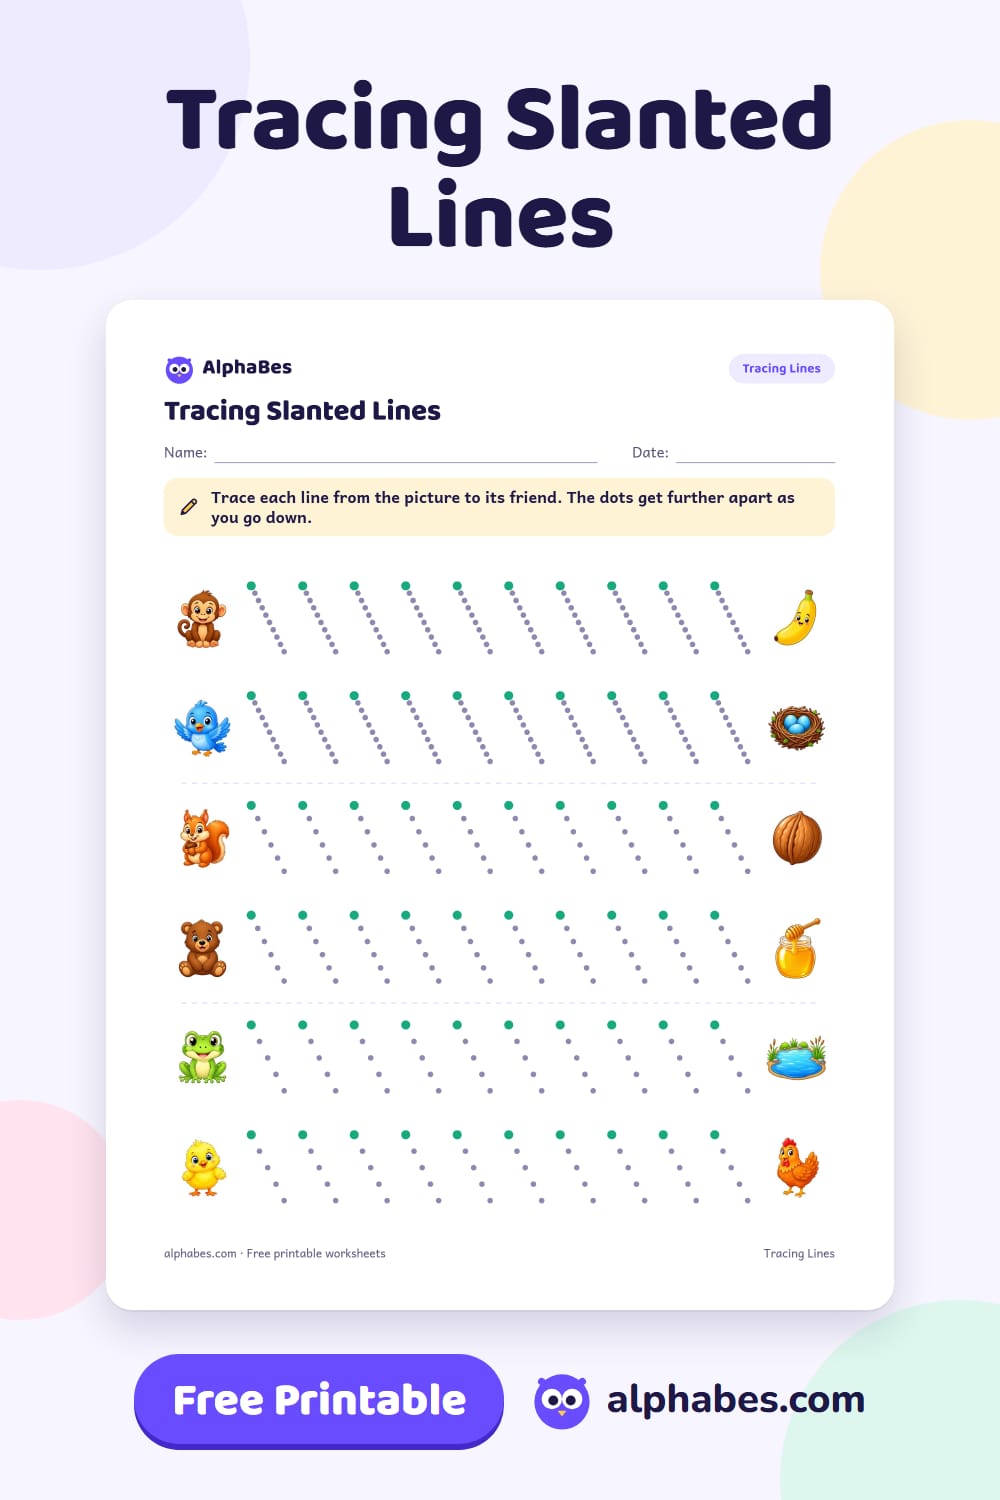 Tracing Slanted
Lines
AlphaBes
Tracing Lines
Tracing Slanted Lines
Name:
Date:
Trace each line from the picture to its friend. The dots get further apart as
you go down.
alphabes.com · Free printable worksheets
Tracing Lines
Free Printable
alphabes.com